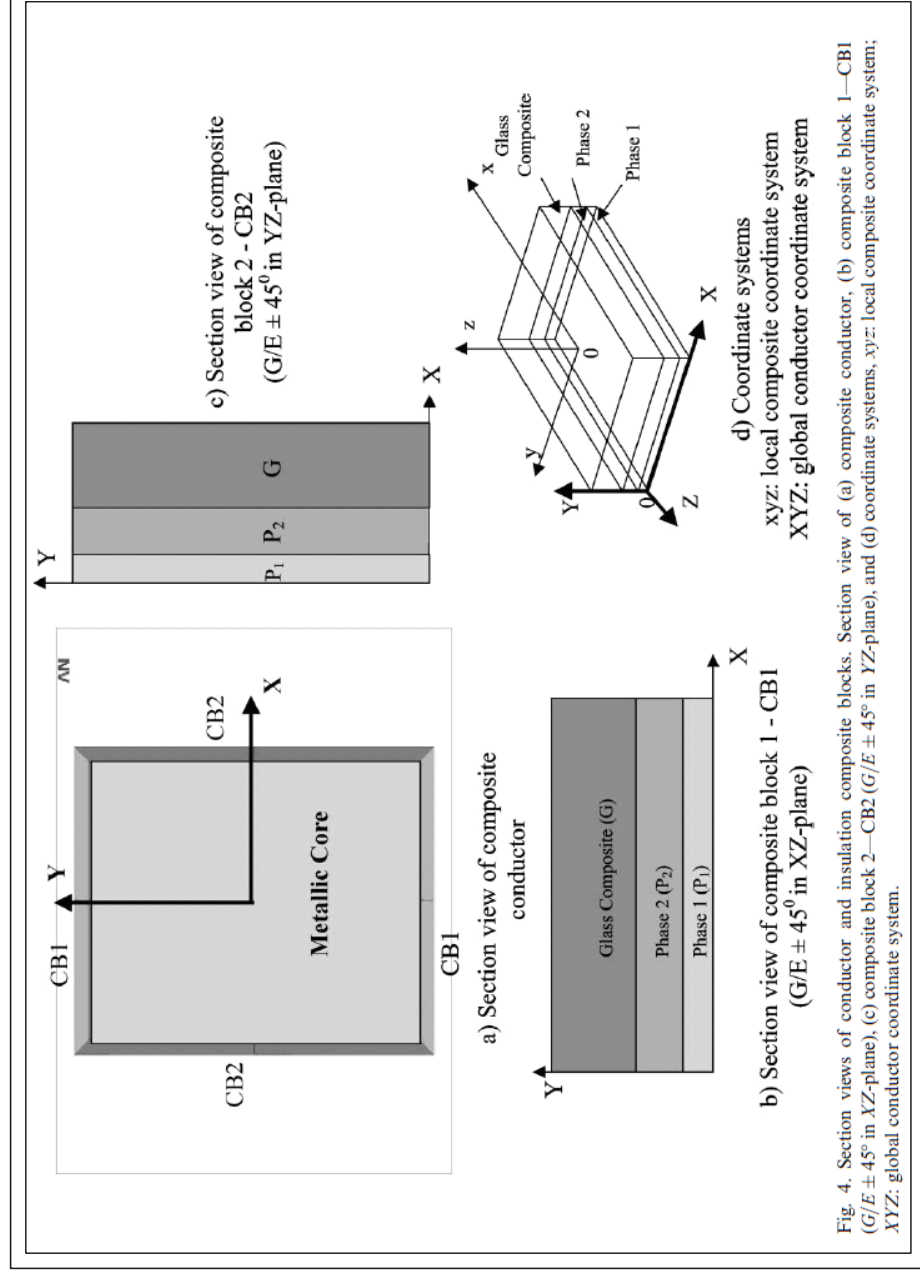 AN
Y
CB1
CB2
X
CB2
Metallic Core
CB1
a) Section view of composite
conductor
Y
Glass Composite (G)
Phase 2 (P2)
Phase 1 (P1)
X
b) Section view of composite block 1 - CB1
(G/E ± 45⁰ in XZ-plane)
Y
P1
P2
G
X
c) Section view of composite
block 2 - CB2
(G/E ± 45⁰ in YZ-plane)
z
x
Glass
Composite
Phase 2
Phase 1
y
0
Y
0
Z
X
d) Coordinate systems
xyz: local composite coordinate system
XYZ: global conductor coordinate system
Fig. 4. Section views of conductor and insulation composite blocks. Section view of (a) composite conductor, (b) composite block 1—CB1
(G/E ± 45° in XZ-plane), (c) composite block 2—CB2 (G/E ± 45° in YZ-plane), and (d) coordinate systems, xyz: local composite coordinate system;
XYZ: global conductor coordinate system.